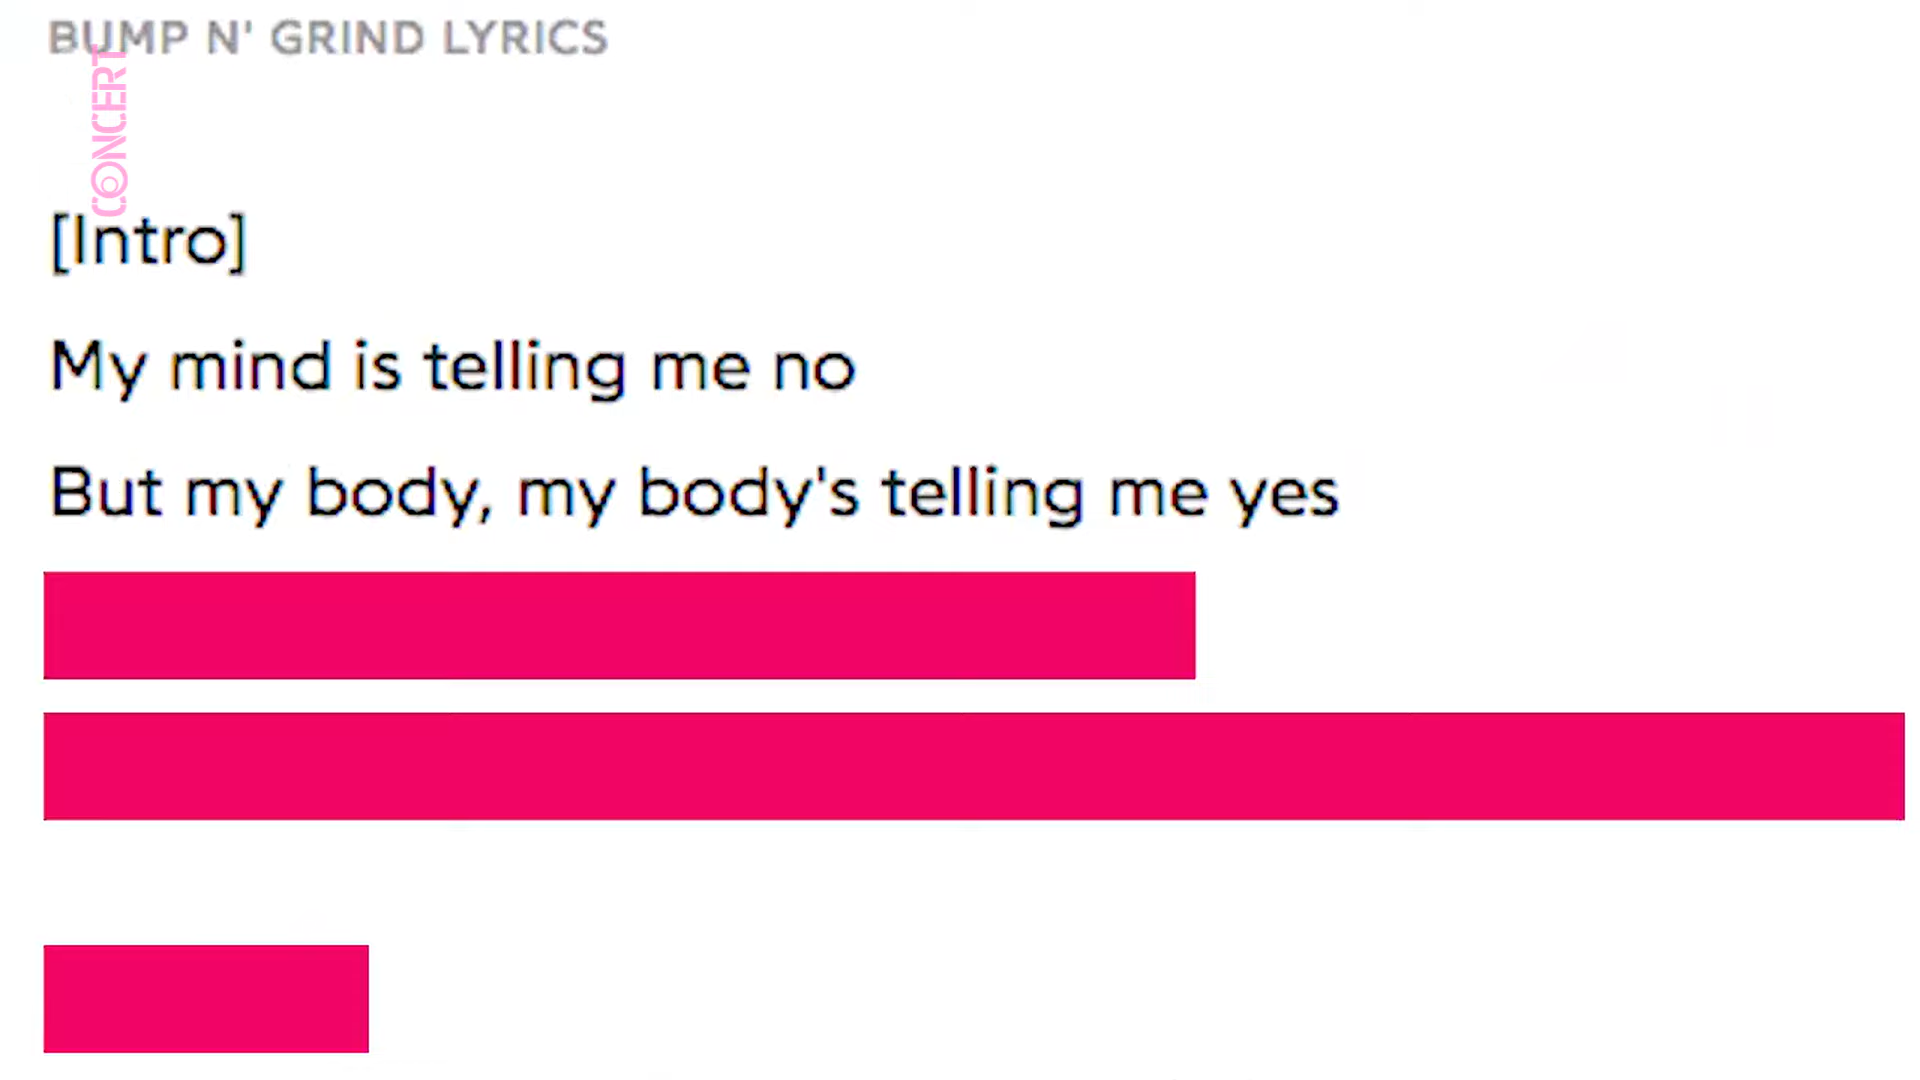 BUMP N' GRIND LYRICS
CONCERT
[Intro]
My mind is telling me no
But my body, my body's telling me yes